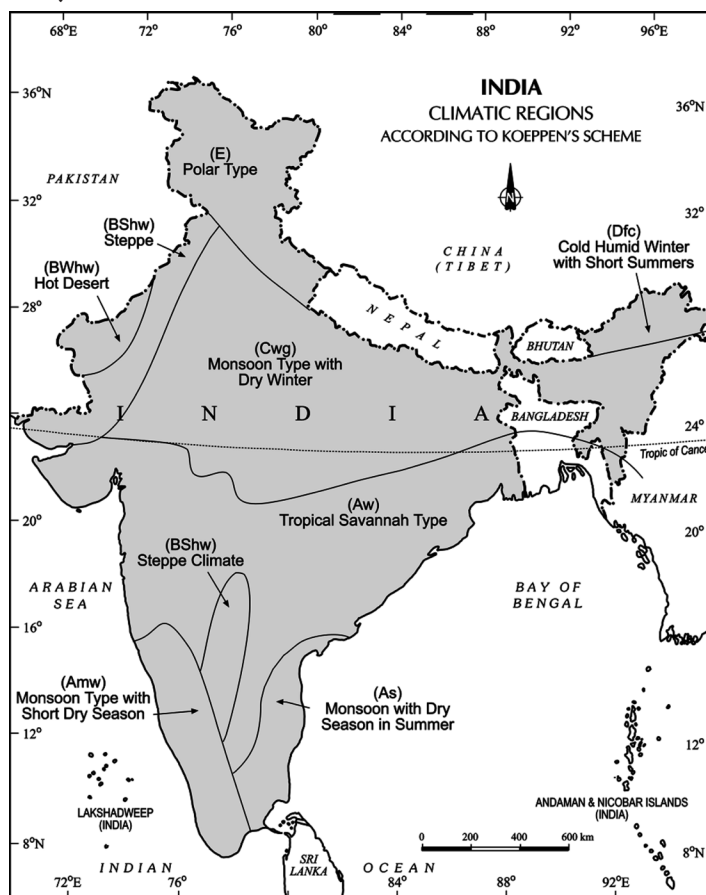 68°E 72° 76° 80° 84° 88° 92° 96°E
INDIA
CLIMATIC REGIONS
ACCORDING TO KOEPPEN'S SCHEME
N
36°N
36°N
(E)
Polar Type
PAKISTAN
32°
32°
(BShw)
Steppe
(BWhw)
Hot Desert
CHINA
(TIBET)
(Dfc)
Cold Humid Winter
with Short Summers
28°
28°
NEPAL
BHUTAN
(Cwg)
Monsoon Type with
Dry Winter
INDIA
BANGLADESH
24°
24°
Tropic of Cance
MYANMAR
(Aw)
Tropical Savannah Type
20°
20°
(BShw)
Steppe Climate
ARABIAN
SEA
BAY OF
BENGAL
16°
16°
(Amw)
Monsoon Type with
Short Dry Season
(As)
Monsoon with Dry
Season in Summer
12°
12°
LAKSHADWEEP
(INDIA)
ANDAMAN & NICOBAR ISLANDS
(INDIA)
0 200 400 600 km
8°N
8°N
SRI
LANKA
INDIAN OCEAN
72°E 76° 84° 88° 92°E